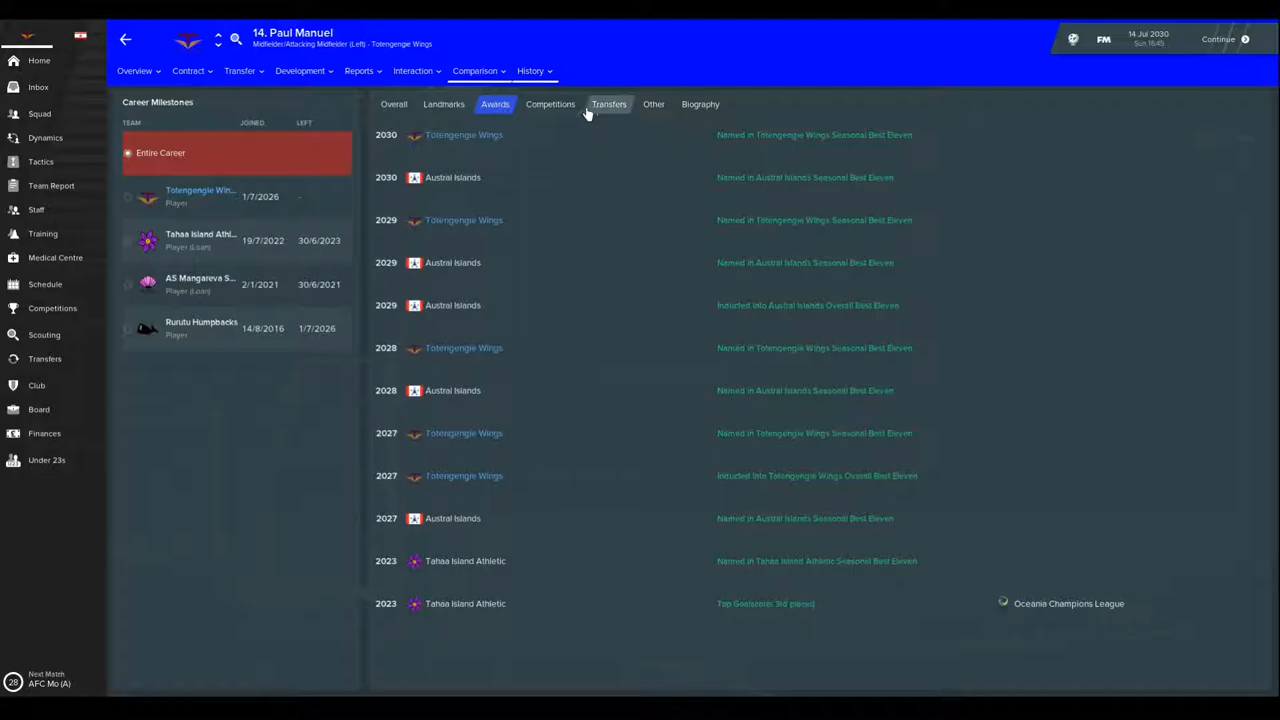 14. Paul Manuel
Midfielder/Attacking Midfielder (Left) - Totengengie Wings
14 Jul 2030
Sun 16:45
FM
Continue
Overview
Contract
Transfer
Development
Reports
Interaction
Comparison
History
Home
Inbox
Squad
Dynamics
Tactics
Team Report
Staff
Training
Medical Centre
Schedule
Competitions
Scouting
Transfers
Club
Board
Finances
U23
Under 23s
28
Next Match
AFC Mo (A)
Career Milestones
TEAM JOINED LEFT
Entire Career
Totengengie Win... 1/7/2026 -
Player
Tahaa Island Athl... 19/7/2022 30/6/2023
Player (Loan)
AS Mangareva S... 2/1/2021 30/6/2021
Player (Loan)
Rurutu Humpbacks 14/8/2016 1/7/2026
Player
Overall Landmarks Awards Competitions Transfers Other Biography
2030 Totengengie Wings Named in Totengengie Wings Seasonal Best Eleven
2030 Austral Islands Named in Austral Islands Seasonal Best Eleven
2029 Totengengie Wings Named in Totengengie Wings Seasonal Best Eleven
2029 Austral Islands Named in Austral Islands Seasonal Best Eleven
2029 Austral Islands Inducted into Austral Islands Overall Best Eleven
2028 Totengengie Wings Named in Totengengie Wings Seasonal Best Eleven
2028 Austral Islands Named in Austral Islands Seasonal Best Eleven
2027 Totengengie Wings Named in Totengengie Wings Seasonal Best Eleven
2027 Totengengie Wings Inducted into Totengengie Wings Overall Best Eleven
2027 Austral Islands Named in Austral Islands Seasonal Best Eleven
2023 Tahaa Island Athletic Named in Tahaa Island Athletic Seasonal Best Eleven
2023 Tahaa Island Athletic Top Goalscorer 3rd placed Oceania Champions League